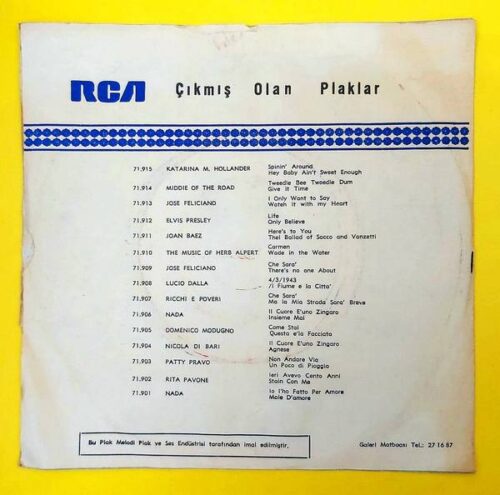 RCA Çıkmış Olan Plaklar
71.915 KATARINA M. HOLLANDER Spinin' Around
Hey Baby Ain't Sweet Enough
71.914 MIDDIE OF THE ROAD Tweedle Bee Tweedle Dum
Give It Time
71.913 JOSE FELICIANO I Only Want to Say
Wateh it with my Heart
71.912 ELVIS PRESLEY Life
Only Believe
71.911 JOAN BAEZ Here's to You
Thel Ballad of Sacco and Vanzetti
71.910 THE MUSIC OF HERB ALPERT Carmen
Wade in the Water
71.909 JOSE FELICIANO Che Sara'
There's no one About
71.908 LUCIO DALLA 4/3/1943
/I Fiume e la Citta'
71.907 RICCHI E POVERI Che Sara'
Ma la Mia Strada Sara' Breve
71.906 NADA Il Cuore E'uno Zingaro
Insieme Mai
71.905 DOMENICO MODUGNO Come Stai
Questa e'la Facciata
71.904 NICOLA DI BARI Il Cuore E'uno Zingaro
Agnese
71.903 PATTY PRAVO Non Andare Via
Un Poco di Pioggia
71.902 RITA PAVONE Ieri Avevo Cento Anni
Stain Con Me
71.901 NADA Io l'ho Fatto Per Amore
Male D'amore
Bu Plak Melodi Plak ve Ses Endüstrisi tarafından imal edilmiştir.
Galeri Matbaası Tel: 27 16 87